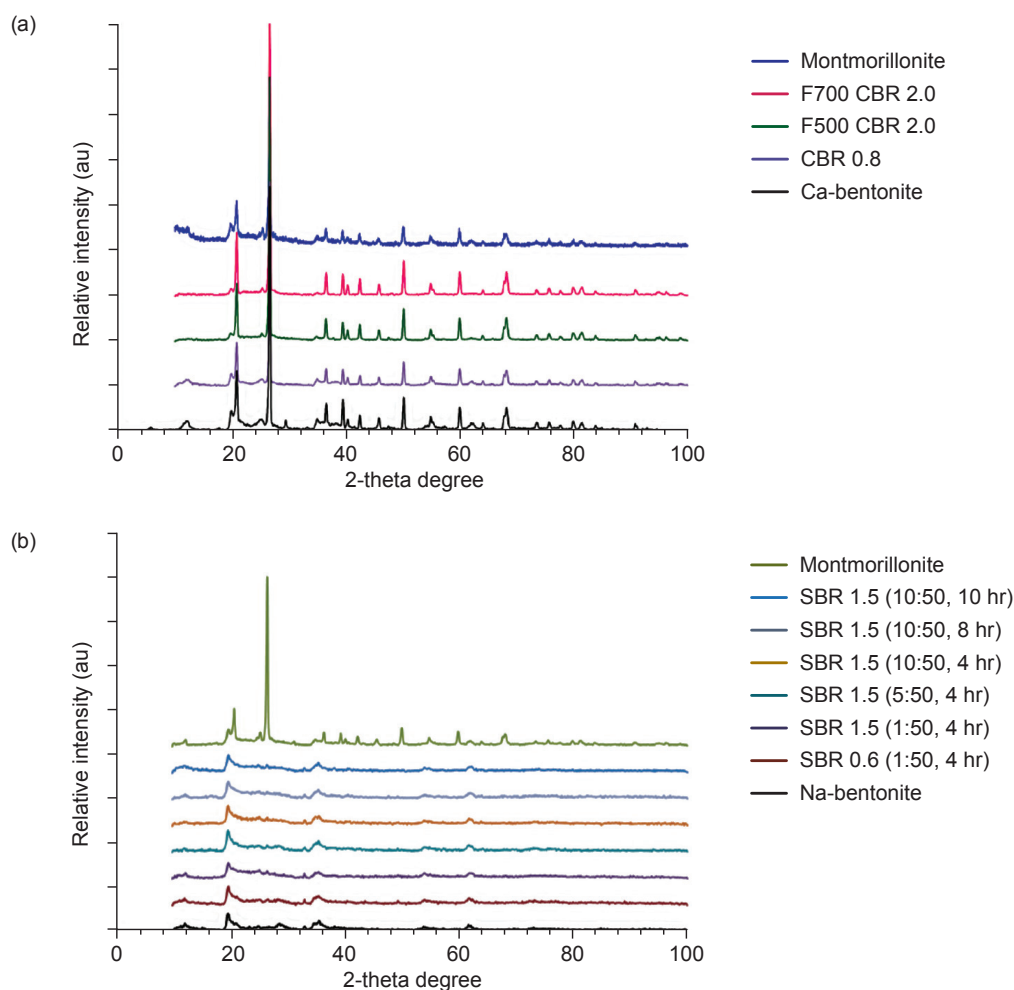 (a)
Relative intensity (au)
Montmorillonite
F700 CBR 2.0
F500 CBR 2.0
CBR 0.8
Ca-bentonite
0 20 40 60 80 100
2-theta degree
(b)
Relative intensity (au)
Montmorillonite
SBR 1.5 (10:50, 10 hr)
SBR 1.5 (10:50, 8 hr)
SBR 1.5 (10:50, 4 hr)
SBR 1.5 (5:50, 4 hr)
SBR 1.5 (1:50, 4 hr)
SBR 0.6 (1:50, 4 hr)
Na-bentonite
0 20 40 60 80 100
2-theta degree